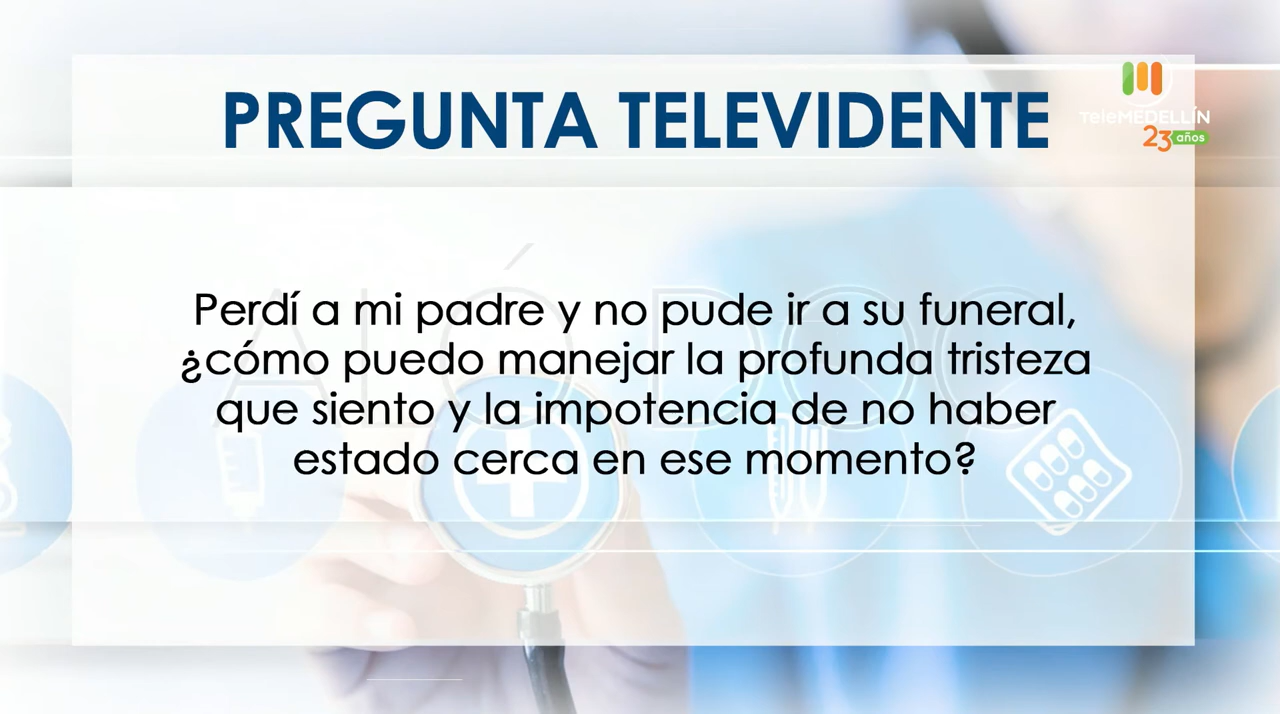 PREGUNTA TELEVIDENTE
TeleMEDELLÍN
23 años
Perdí a mi padre y no pude ir a su funeral,
¿cómo puedo manejar la profunda tristeza
que siento y la impotencia de no haber
estado cerca en ese momento?